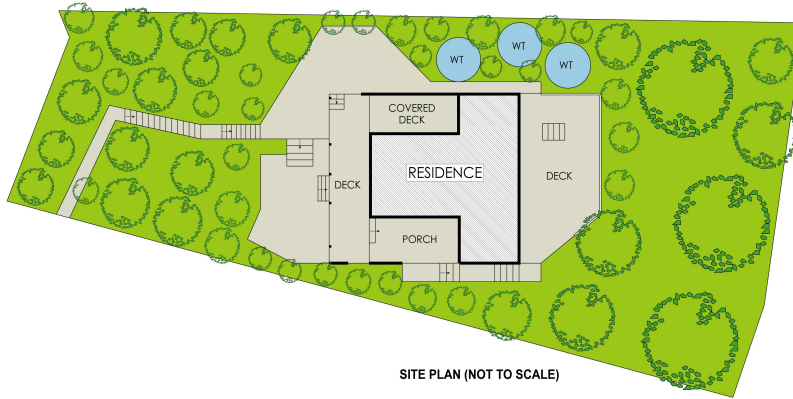 WT
WT
WT
COVERED
DECK
RESIDENCE
DECK
DECK
PORCH
SITE PLAN (NOT TO SCALE)